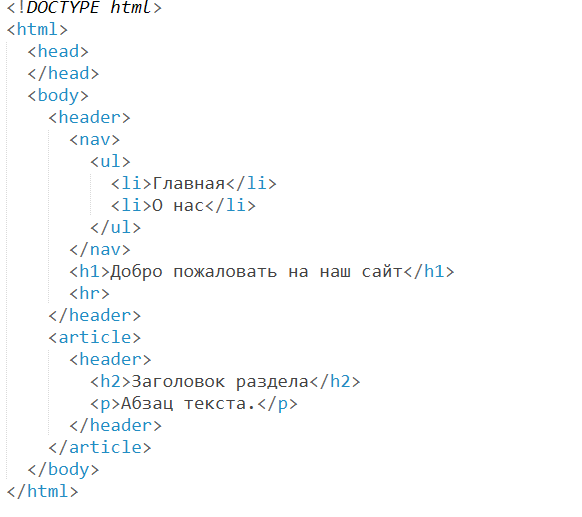 <!DOCTYPE html>
<html>
<head>
</head>
<body>
<header>
<nav>
<ul>
<li>Главная</li>
<li>О нас</li>
</ul>
</nav>
<h1>Добро пожаловать на наш сайт</h1>
<hr>
</header>
<article>
<header>
<h2>Заголовок раздела</h2>
<p>Абзац текста.</p>
</header>
</article>
</body>
</html>